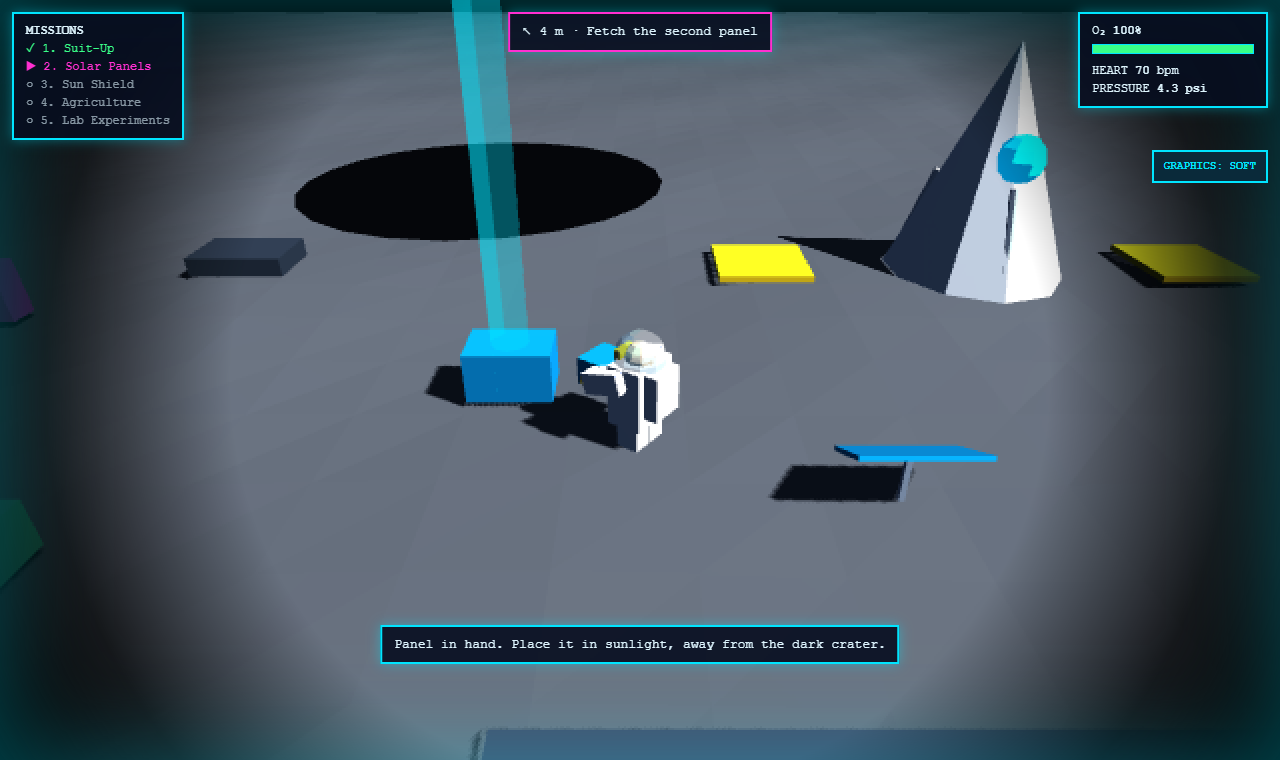 MISSIONS
✓ 1. Suit-Up
▶ 2. Solar Panels
○ 3. Sun Shield
○ 4. Agriculture
○ 5. Lab Experiments
↖ 4 m · Fetch the second panel
O₂ 100%
HEART 70 bpm
PRESSURE 4.3 psi
GRAPHICS: SOFT
Panel in hand. Place it in sunlight, away from the dark crater.